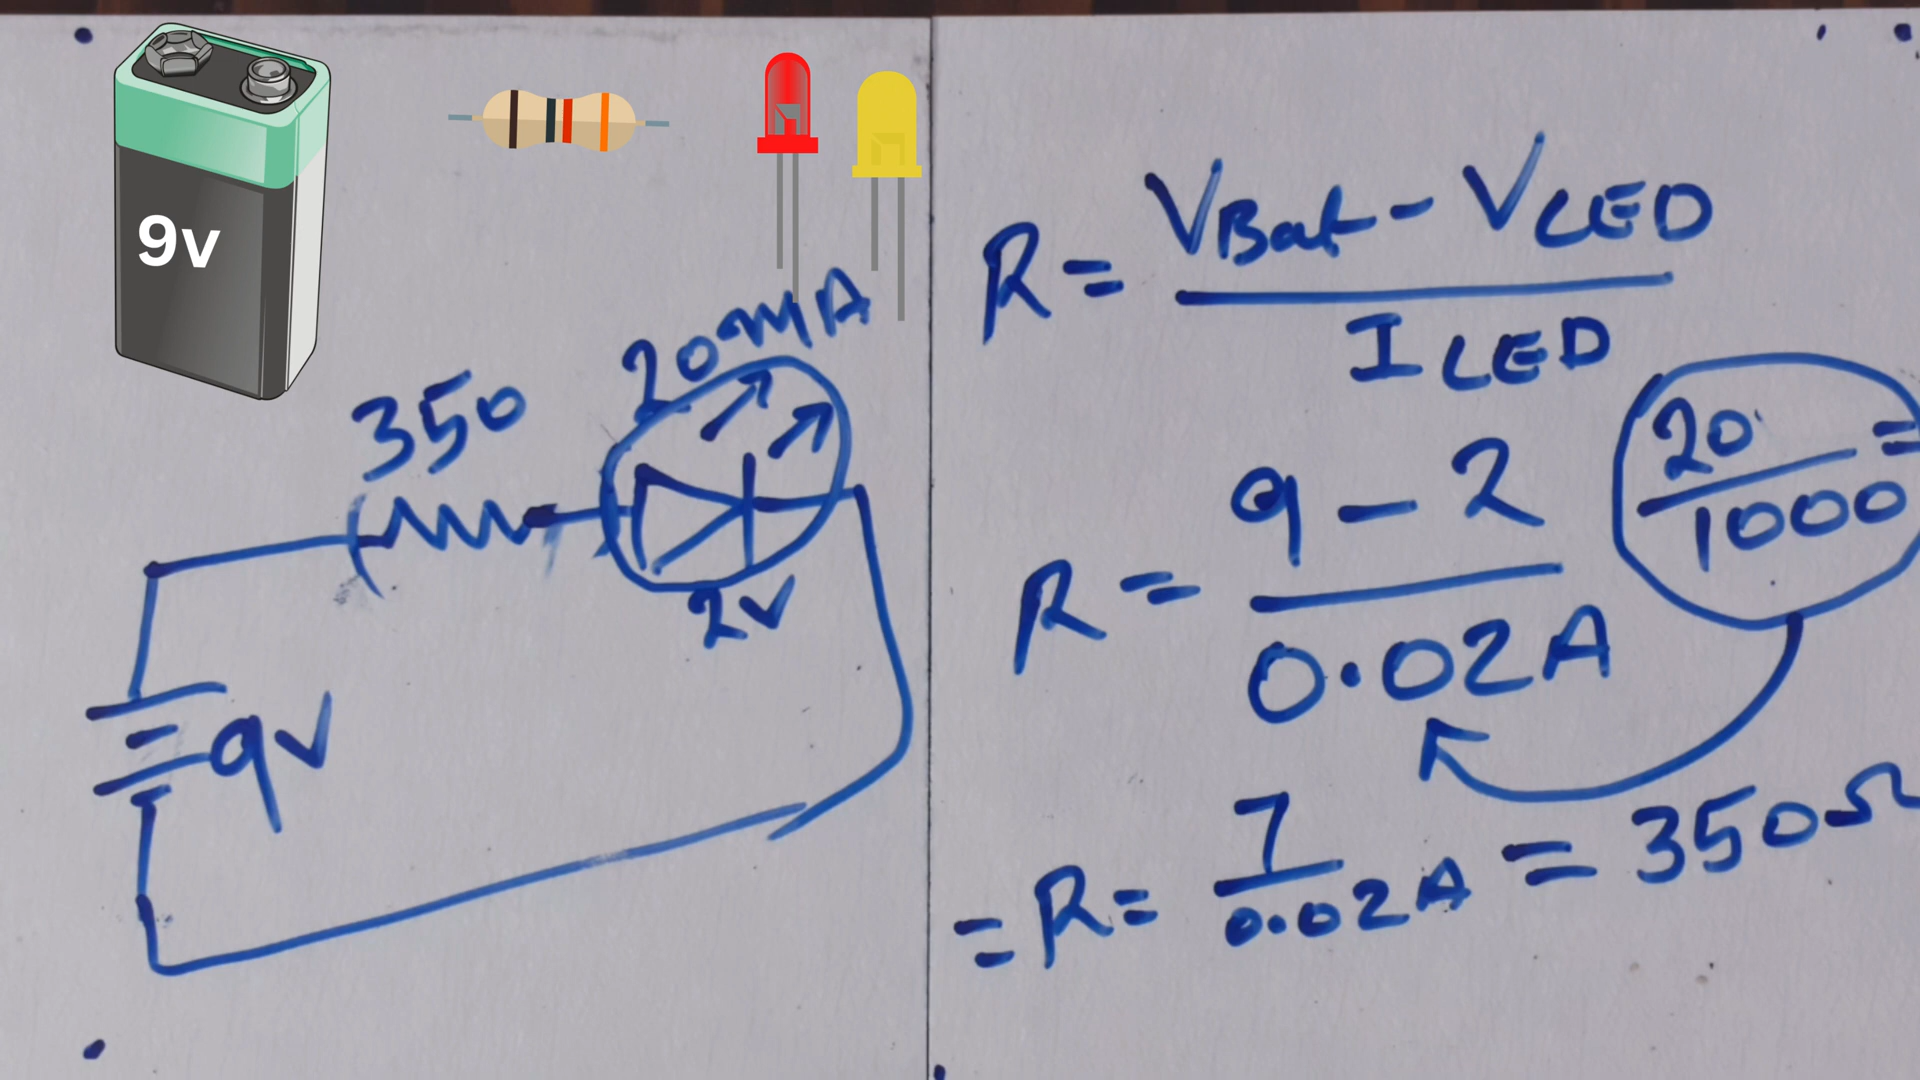 9v
20mA
350
2v
9v
R = VBat - VLED
ILED
20
1000 =
R = 9 - 2
0.02A
= R = 7
0.02A = 350Ω